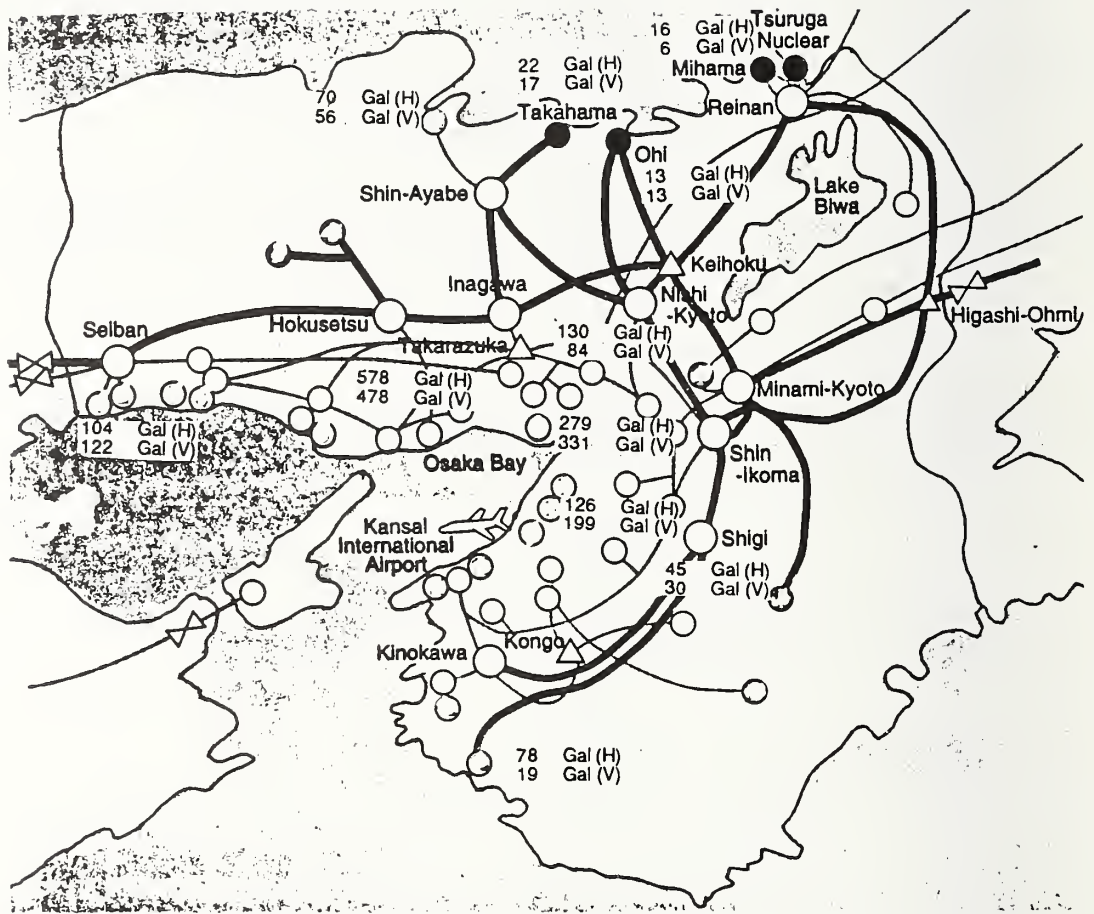 16 Gal (H)
6 Gal (V)
Tsuruga
Nuclear
Mihama
Reinan
22 Gal (H)
17 Gal (V)
Takahama
70 Gal (H)
56 Gal (V)
Ohi
13 Gal (H)
13 Gal (V)
Lake
Biwa
Shin-Ayabe
Keihoku
Inagawa
Nishi
-Kyoto
Hokusetsu
Seiban
Higashi-Ohmi
Takarazuka
130 Gal (H)
84 Gal (V)
578 Gal (H)
478 Gal (V)
Minami-Kyoto
104 Gal (H)
122 Gal (V)
279 Gal (H)
331 Gal (V)
Osaka Bay
Shin
-Ikoma
126 Gal (H)
199 Gal (V)
Kansai
International
Airport
Shigi
45 Gal (H)
30 Gal (V)
Kongo
Kinokawa
78 Gal (H)
19 Gal (V)